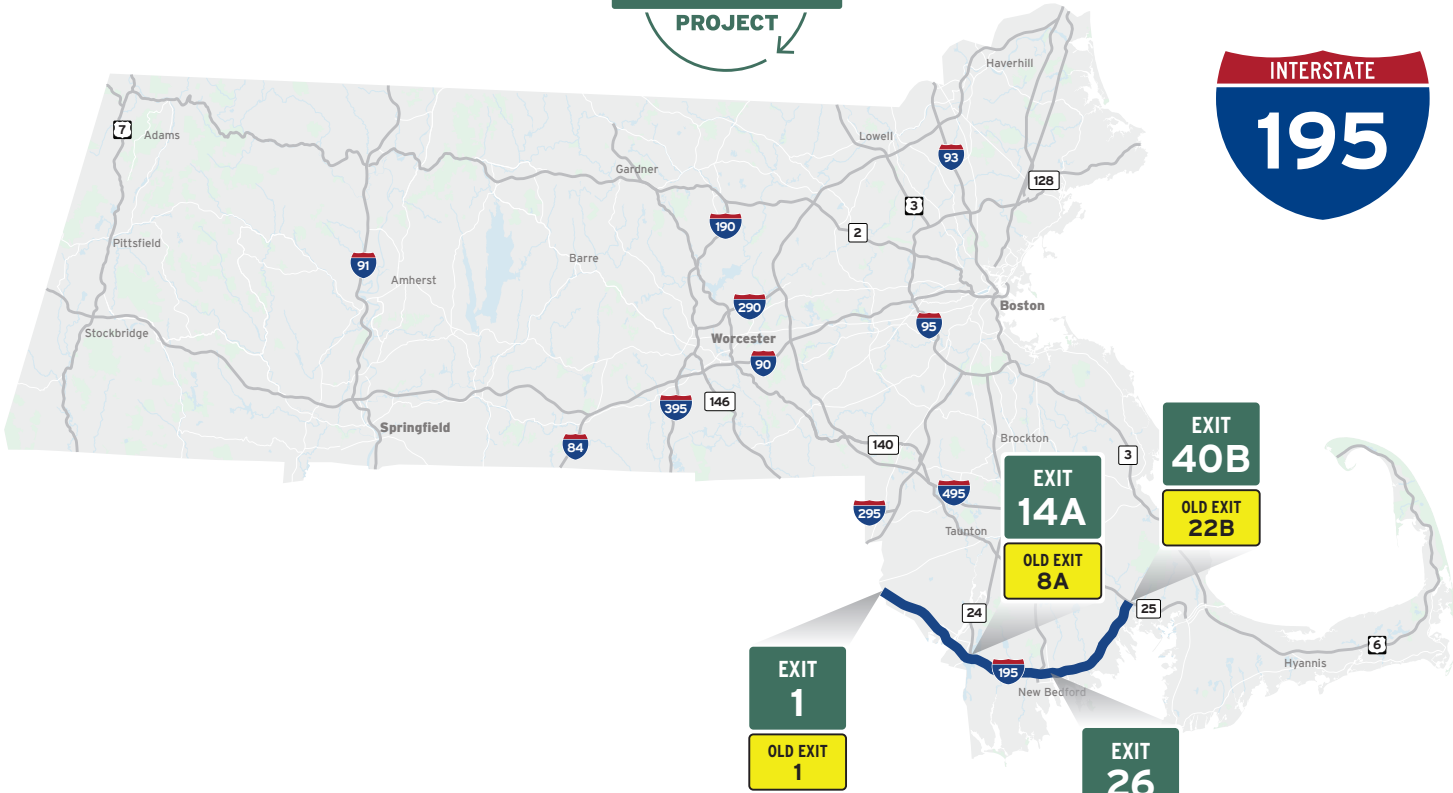 PROJECT
INTERSTATE
195
Haverhill
7
Adams
Lowell
93
Gardner
128
3
190
2
Pittsfield
91
Barre
Amherst
290
Boston
95
Stockbridge
Worcester
90
395
146
Springfield
84
140
Brockton
3
EXIT
40B
OLD EXIT
22B
EXIT
14A
OLD EXIT
8A
495
295
Taunton
24
25
6
Hyannis
195
New Bedford
EXIT
1
OLD EXIT
1
EXIT
26